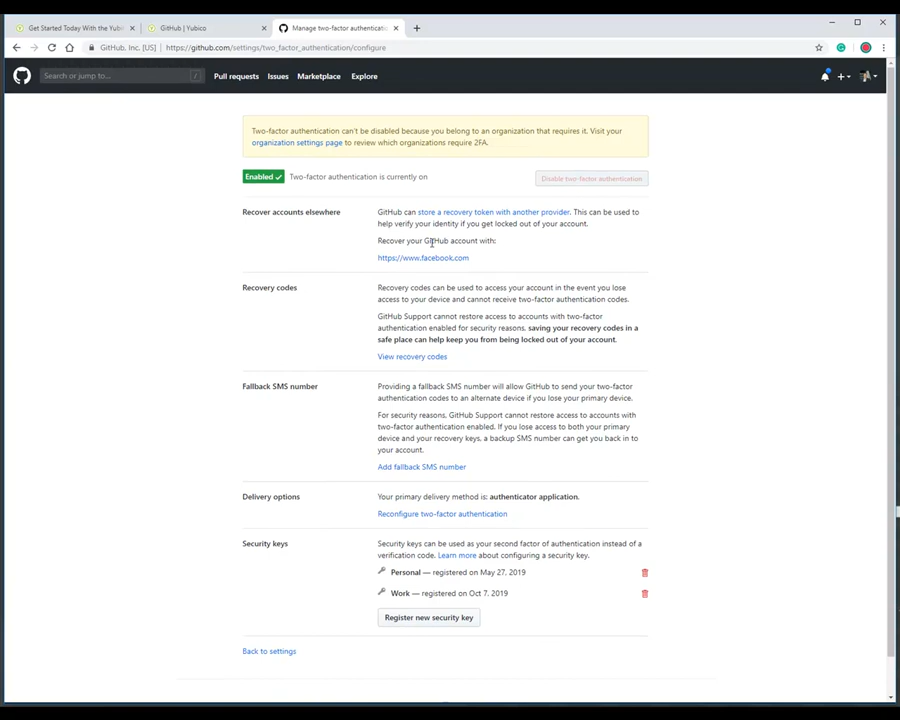 Get Started Today With the Yubi
GitHub | Yubico
Manage two-factor authenticatio
GitHub, Inc. [US] | https://github.com/settings/two_factor_authentication/configure
Search or jump to... /
Pull requests Issues Marketplace Explore
Two-factor authentication can't be disabled because you belong to an organization that requires it. Visit your
organization settings page to review which organizations require 2FA.
Enabled ✓ Two-factor authentication is currently on
Disable two-factor authentication
Recover accounts elsewhere
GitHub can store a recovery token with another provider. This can be used to
help verify your identity if you get locked out of your account.
Recover your GitHub account with:
https://www.facebook.com
Recovery codes
Recovery codes can be used to access your account in the event you lose
access to your device and cannot receive two-factor authentication codes.
GitHub Support cannot restore access to accounts with two-factor
authentication enabled for security reasons. saving your recovery codes in a
safe place can help keep you from being locked out of your account.
View recovery codes
Fallback SMS number
Providing a fallback SMS number will allow GitHub to send your two-factor
authentication codes to an alternate device if you lose your primary device.
For security reasons, GitHub Support cannot restore access to accounts with
two-factor authentication enabled. If you lose access to both your primary
device and your recovery keys, a backup SMS number can get you back in to
your account.
Add fallback SMS number
Delivery options
Your primary delivery method is: authenticator application.
Reconfigure two-factor authentication
Security keys
Security keys can be used as your second factor of authentication instead of a
verification code. Learn more about configuring a security key.
Personal — registered on May 27, 2019
Work — registered on Oct 7, 2019
Register new security key
Back to settings